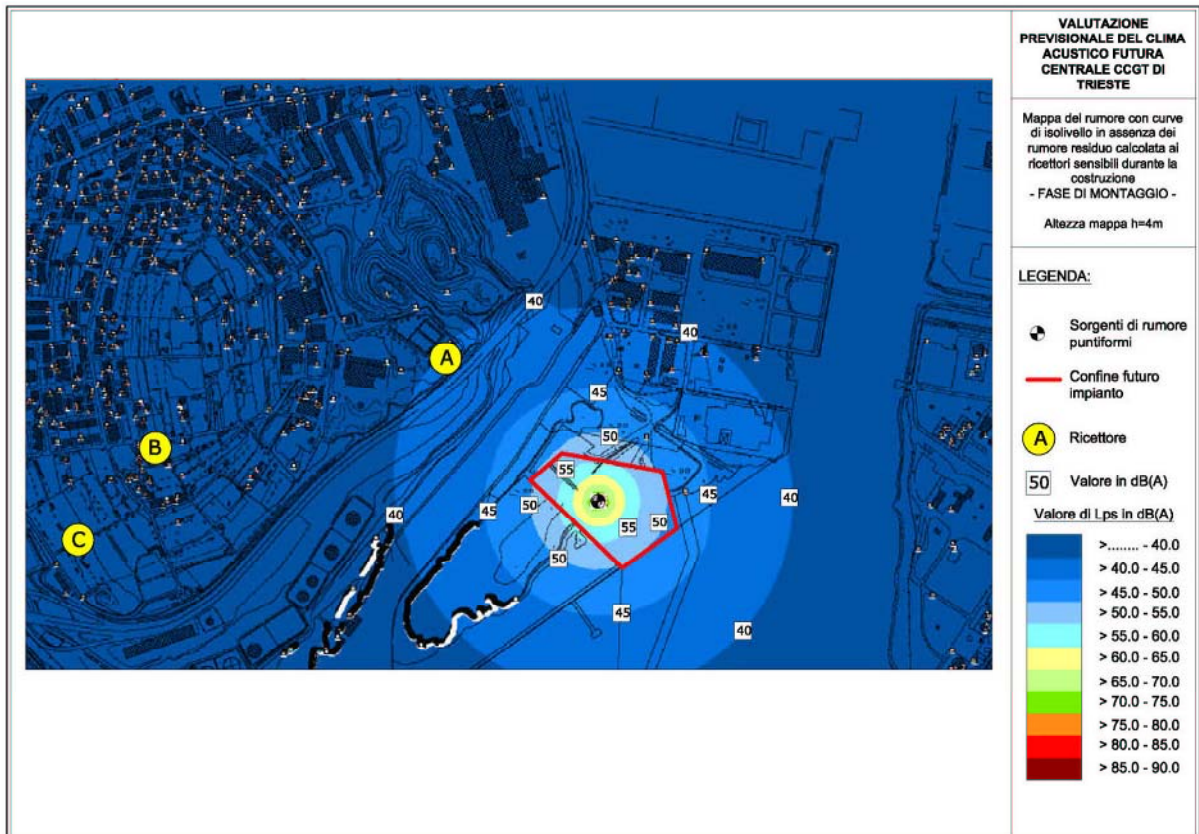 VALUTAZIONE
PREVISIONALE DEL CLIMA
ACUSTICO FUTURA
CENTRALE CCGT DI
TRIESTE
Mappa del rumore con curve
di isolivello in assenza dei
rumore residuo calcolata ai
ricettori sensibili durante la
costruzione
- FASE DI MONTAGGIO -
Altezza mappa h=4m
LEGENDA:
Sorgenti di rumore
puntiformi
Confine futuro
impianto
A Ricettore
50 Valore in dB(A)
Valore di Lps in dB(A)
>........ - 40.0
> 40.0 - 45.0
> 45.0 - 50.0
> 50.0 - 55.0
> 55.0 - 60.0
> 60.0 - 65.0
> 65.0 - 70.0
> 70.0 - 75.0
> 75.0 - 80.0
> 80.0 - 85.0
> 85.0 - 90.0
40
40
A
45
50
B
55
45
40
50
50
45
40
55
C
50
45
40